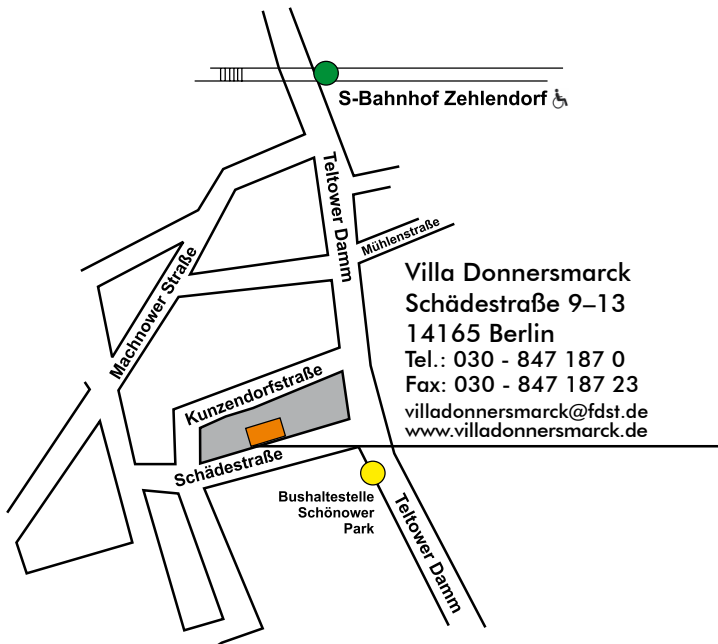 S-Bahnhof Zehlendorf
Teltower Damm
Mühlenstraße
Machnower Straße
Villa Donnersmarck
Schädestraße 9–13
14165 Berlin
Tel.: 030 - 847 187 0
Fax: 030 - 847 187 23
villadonnersmarck@fdst.de
www.villadonnersmarck.de
Kunzendorfstraße
Schädestraße
Bushaltestelle
Schönower
Park
Teltower Damm